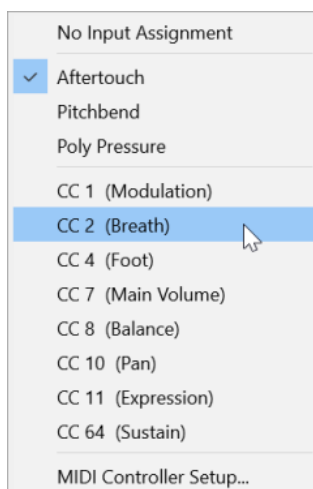 No Input Assignment
Aftertouch
Pitchbend
Poly Pressure
CC 1 (Modulation)
CC 2 (Breath)
CC 4 (Foot)
CC 7 (Main Volume)
CC 8 (Balance)
CC 10 (Pan)
CC 11 (Expression)
CC 64 (Sustain)
MIDI Controller Setup...